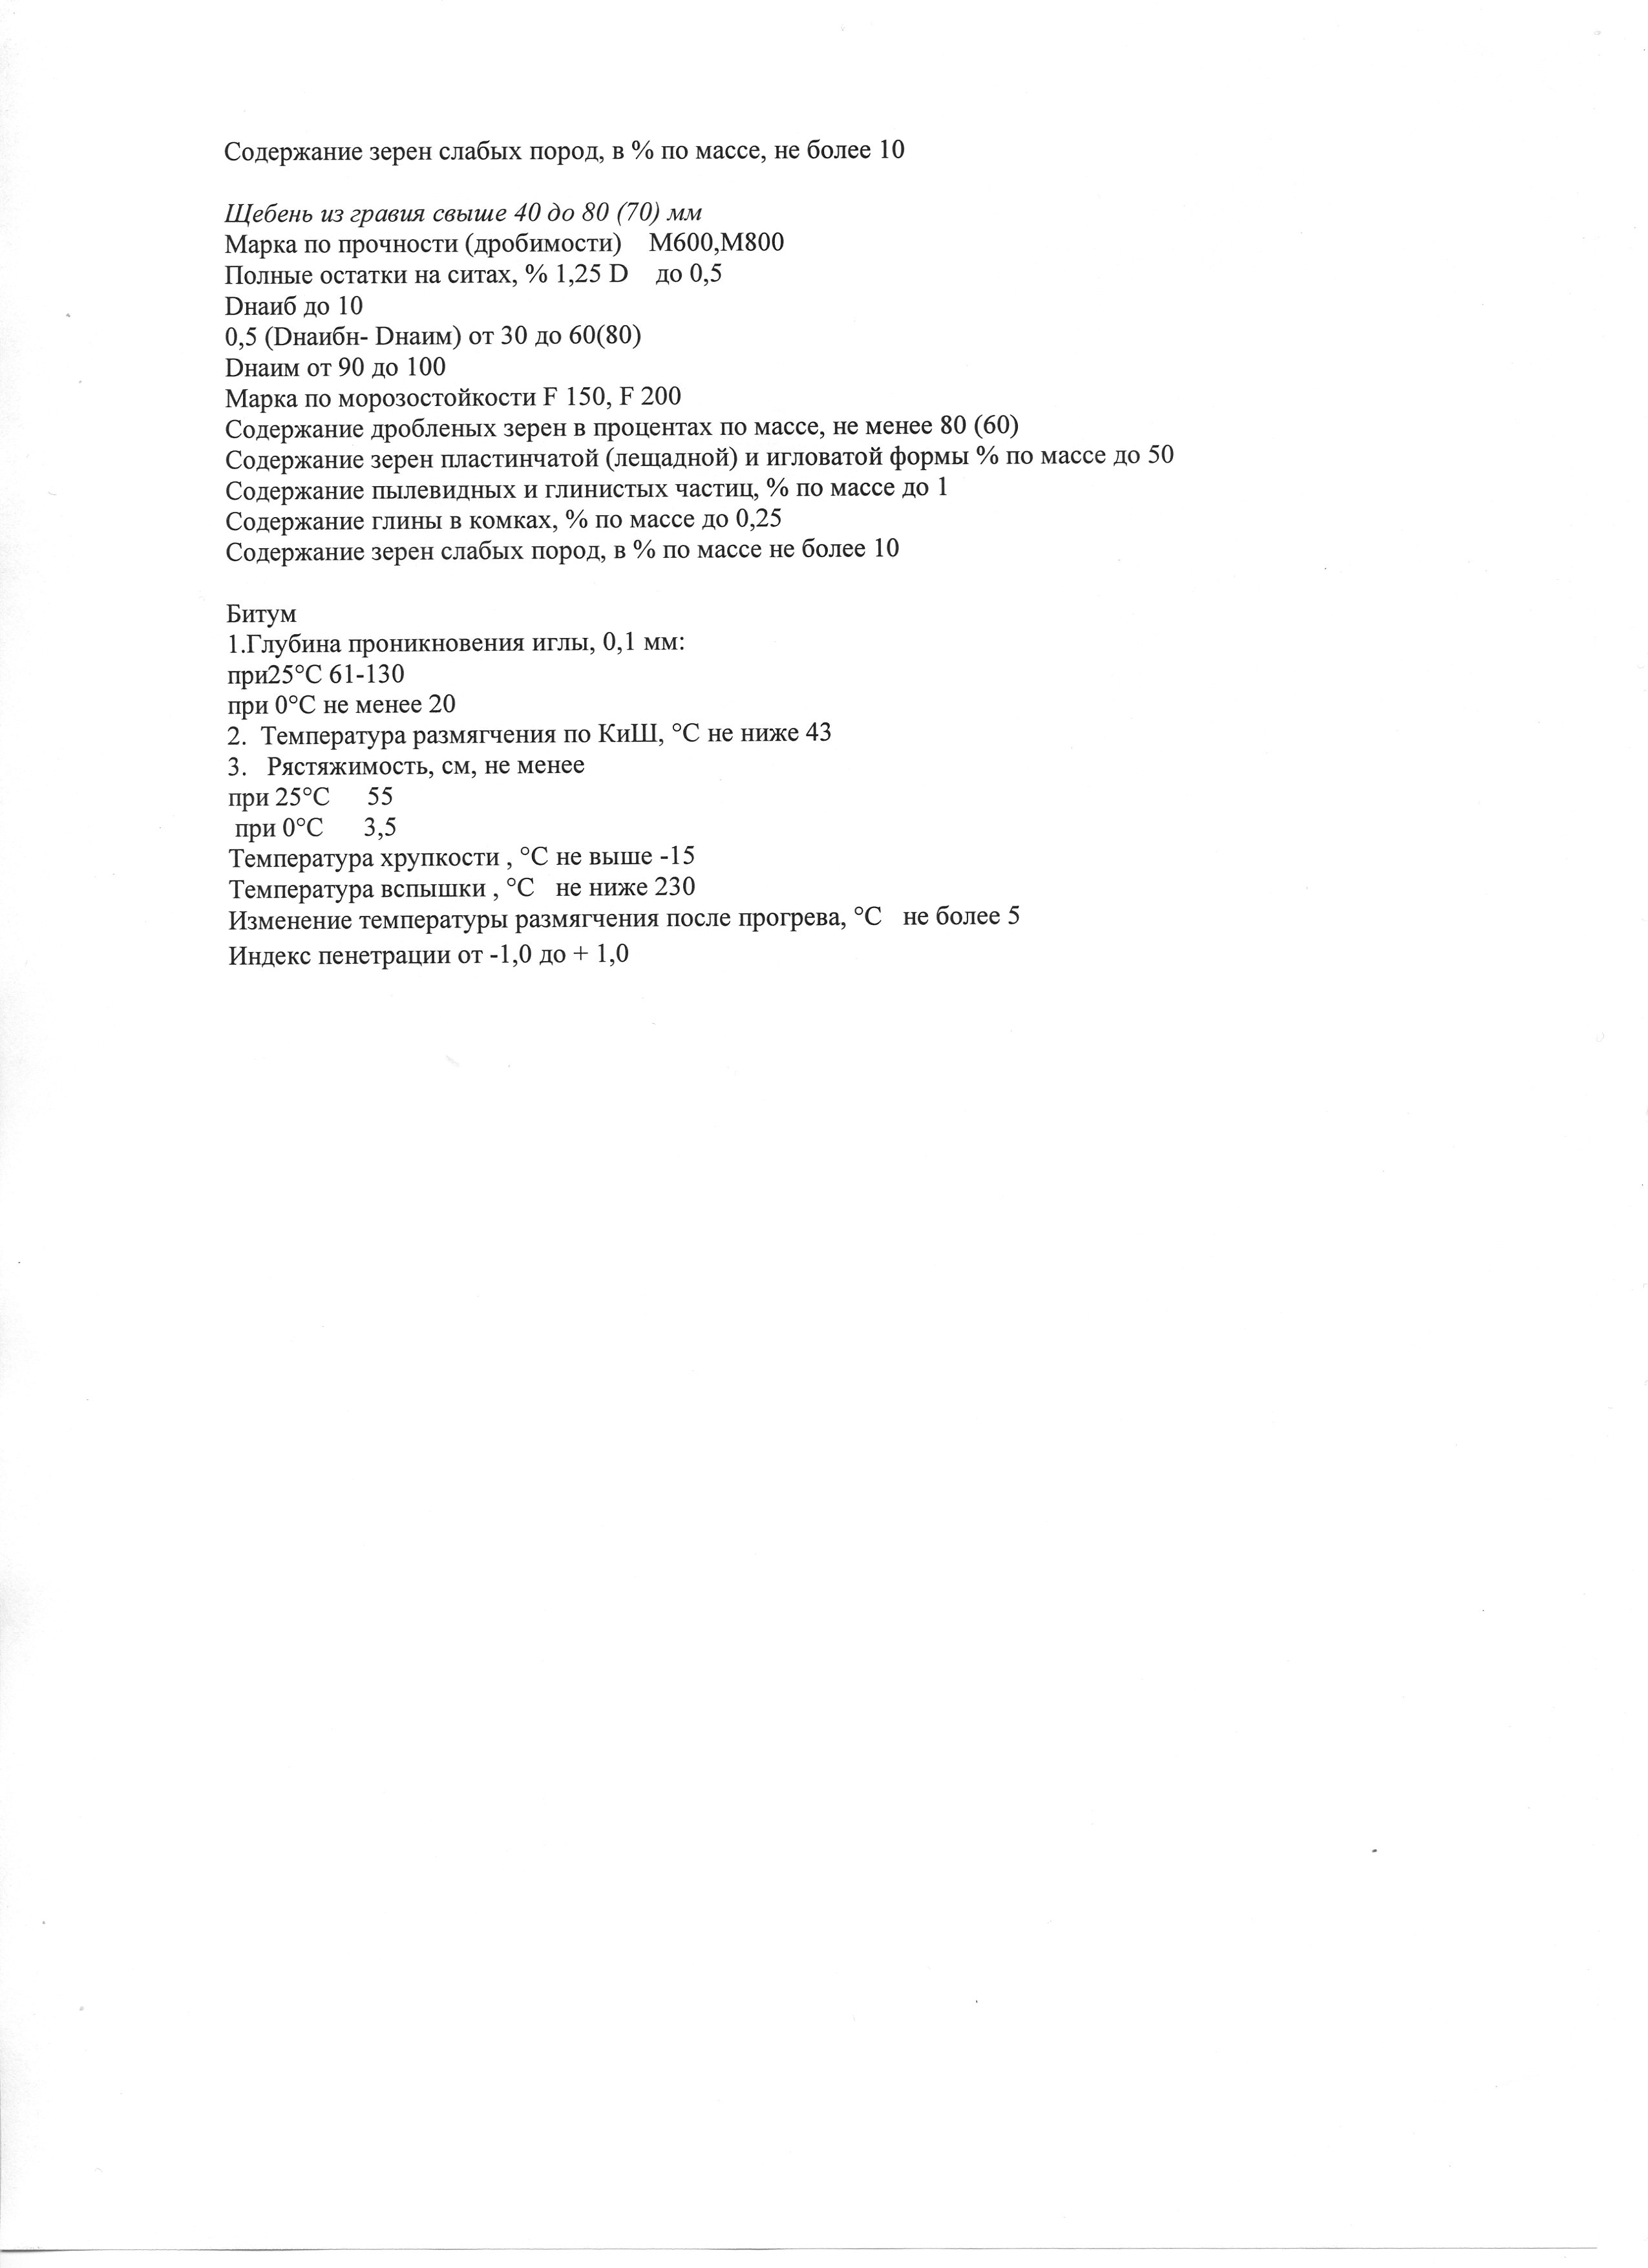 Содержание зерен слабых пород, в % по массе, не более 10
Щебень из гравия свыше 40 до 80 (70) мм
Марка по прочности (дробимости) М600,М800
Полные остатки на ситах, % 1,25 D до 0,5
Dнаиб до 10
0,5 (Dнаибн- Dнаим) от 30 до 60(80)
Dнаим от 90 до 100
Марка по морозостойкости F 150, F 200
Содержание дробленых зерен в процентах по массе, не менее 80 (60)
Содержание зерен пластинчатой (лещадной) и игловатой формы % по массе до 50
Содержание пылевидных и глинистых частиц, % по массе до 1
Содержание глины в комках, % по массе до 0,25
Содержание зерен слабых пород, в % по массе не более 10
Битум
1.Глубина проникновения иглы, 0,1 мм:
при25°С 61-130
при 0°С не менее 20
2. Температура размягчения по КиШ, °С не ниже 43
3. Рястяжимость, см, не менее
при 25°С 55
при 0°С 3,5
Температура хрупкости , °С не выше -15
Температура вспышки , °С не ниже 230
Изменение температуры размягчения после прогрева, °С не более 5
Индекс пенетрации от -1,0 до + 1,0